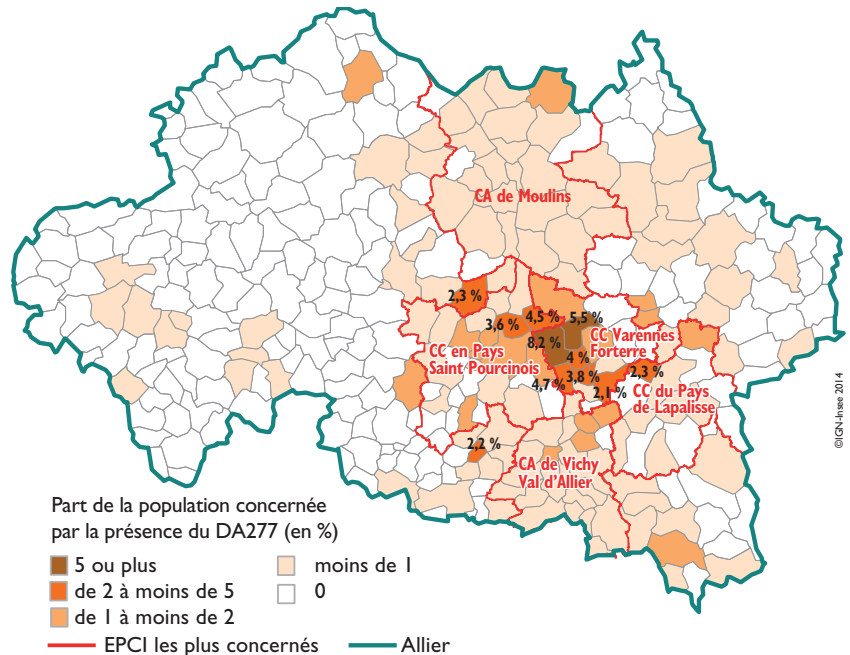 CA de Moulins
2,3 %
4,5 %
5,5 %
3,6 %
8,2 %
CC Varennes
Forterre
CC en Pays
Saint Pourcinois
4 %
3,8 %
2,3 %
4,7 %
2,1 %
CC du Pays
de Lapalisse
2,2 %
CA de Vichy
Val d'Allier
©IGN-Insee 2014
Part de la population concernée
par la présence du DA277 (en %)
5 ou plus
moins de 1
de 2 à moins de 5
0
de 1 à moins de 2
EPCI les plus concernés
Allier